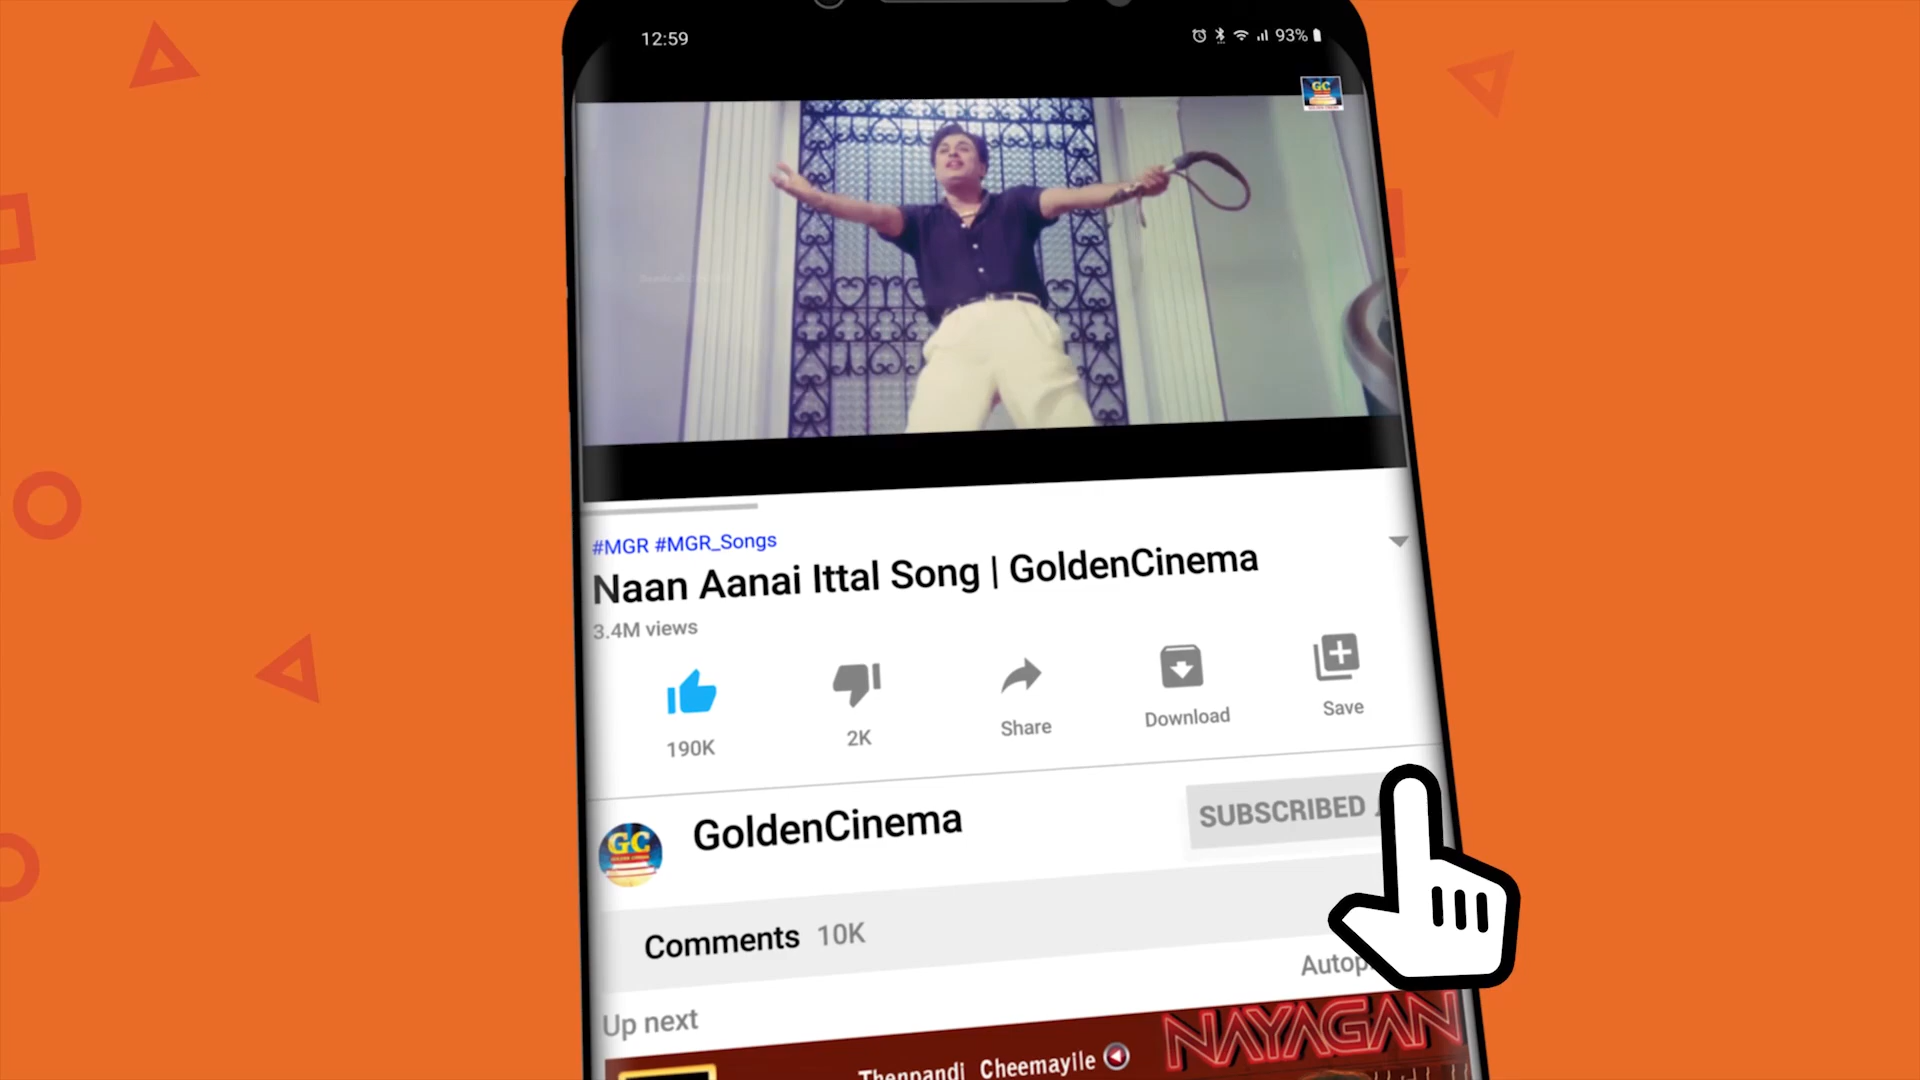 12:59
93%
GC
#MGR #MGR_Songs
Naan Aanai Ittal Song | GoldenCinema
3.4M views
190K
2K
Share
Download
Save
GC
GoldenCinema
SUBSCRIBED
Comments 10K
Up next
Thenpandi Cheemayile
NAYAGAN